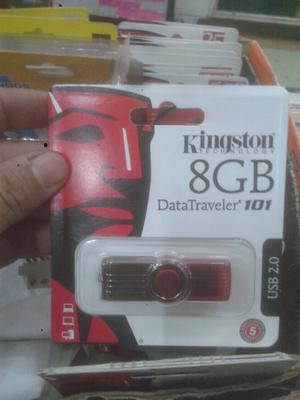 Kingston
TECHNOLOGY
8GB
DataTraveler 101
USB 2.0
5